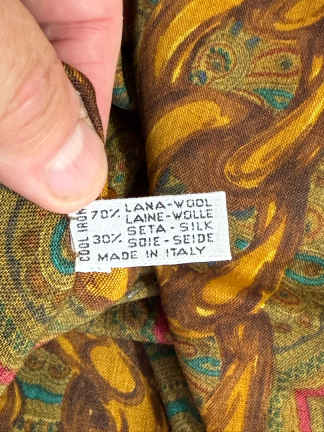 COOL IRON
70% LANA-WOOL
LAINE-WOLLE
SETA - SILK
30% SOIE-SEIDE
MADE IN ITALY